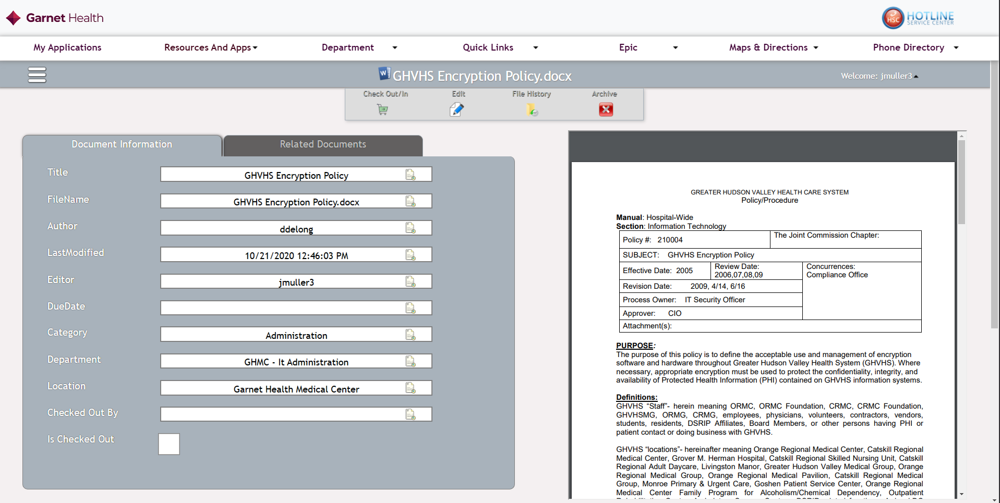 Garnet Health
HSC HOTLINE
SERVICE CENTER
My Applications
Resources And Apps
Department
Quick Links
Epic
Maps & Directions
Phone Directory
GHVHS Encryption Policy.docx
Welcome: jmuller3
Check Out/In
Edit
File History
Archive
Document Information
Related Documents
Title
GHVHS Encryption Policy
FileName
GHVHS Encryption Policy.docx
Author
ddelong
LastModified
10/21/2020 12:46:03 PM
Editor
jmuller3
DueDate
Category
Administration
Department
GHMC - It Administration
Location
Garnet Health Medical Center
Checked Out By
Is Checked Out
GREATER HUDSON VALLEY HEALTH CARE SYSTEM
Policy/Procedure
Manual: Hospital-Wide
Section: Information Technology
Policy #: 210004
The Joint Commission Chapter:
SUBJECT: GHVHS Encryption Policy
Effective Date: 2005
Review Date:
2006,07,08,09
Concurrences:
Compliance Office
Revision Date: 2009, 4/14, 6/16
Process Owner: IT Security Officer
Approver: CIO
Attachment(s):
PURPOSE:
The purpose of this policy is to define the acceptable use and management of encryption
software and hardware throughout Greater Hudson Valley Health System (GHVHS). Where
necessary, appropriate encryption must be used to protect the confidentiality, integrity, and
availability of Protected Health Information (PHI) contained on GHVHS information systems.
Definitions:
GHVHS “Staff”- herein meaning ORMC, ORMC Foundation, CRMC, CRMC Foundation,
GHVHSMG, ORMG, CRMG, employees, physicians, volunteers, contractors, vendors,
students, residents, DSRIP Affiliates, Board Members, or other persons having PHI or
patient contact or doing business with GHVHS.
GHVHS “locations”- hereinafter meaning Orange Regional Medical Center, Catskill Regional
Medical Center, Grover M. Herman Hospital, Catskill Regional Skilled Nursing Unit, Catskill
Regional Adult Daycare, Livingston Manor, Greater Hudson Valley Medical Group, Orange
Regional Medical Group, Orange Regional Medical Pavilion, Catskill Regional Medical
Group, Monroe Primary & Urgent Care, Goshen Patient Service Center, Orange Regional
Medical Center Family Program for Alcoholism/Chemical Dependency, Outpatient